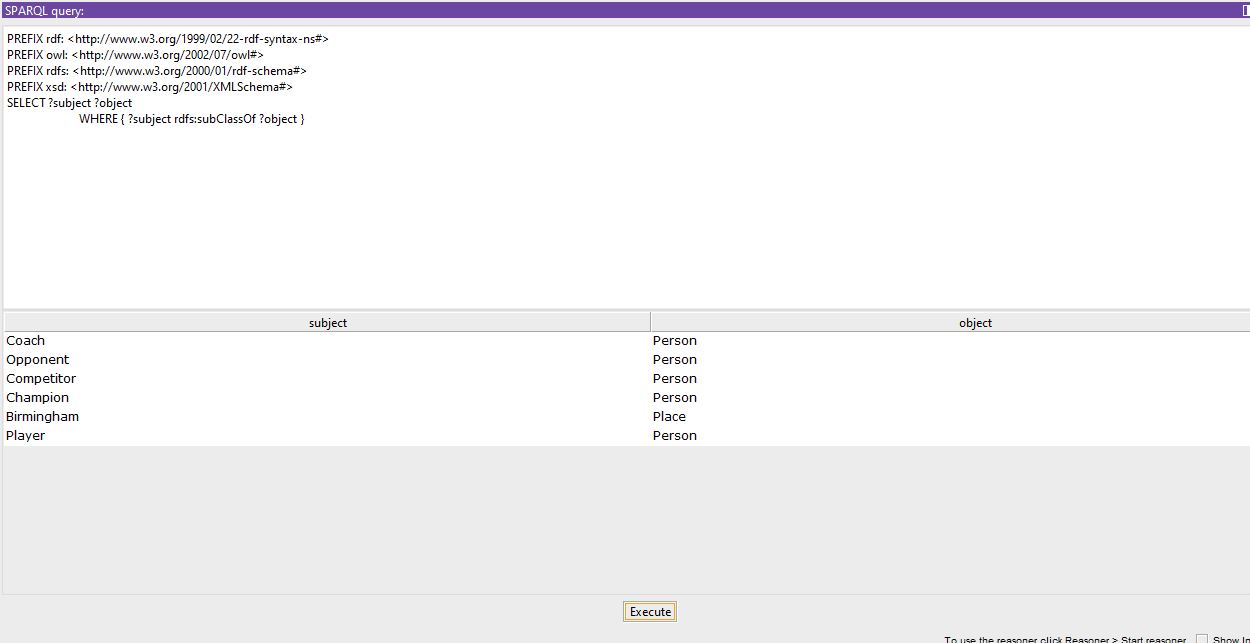 SPARQL query:
PREFIX rdf: <http://www.w3.org/1999/02/22-rdf-syntax-ns#>
PREFIX owl: <http://www.w3.org/2002/07/owl#>
PREFIX rdfs: <http://www.w3.org/2000/01/rdf-schema#>
PREFIX xsd: <http://www.w3.org/2001/XMLSchema#>
SELECT ?subject ?object
WHERE { ?subject rdfs:subClassOf ?object }
subject object
Coach Person
Opponent Person
Competitor Person
Champion Person
Birmingham Place
Player Person
Execute
To use the reasoner click Reasoner > Start reasoner Show